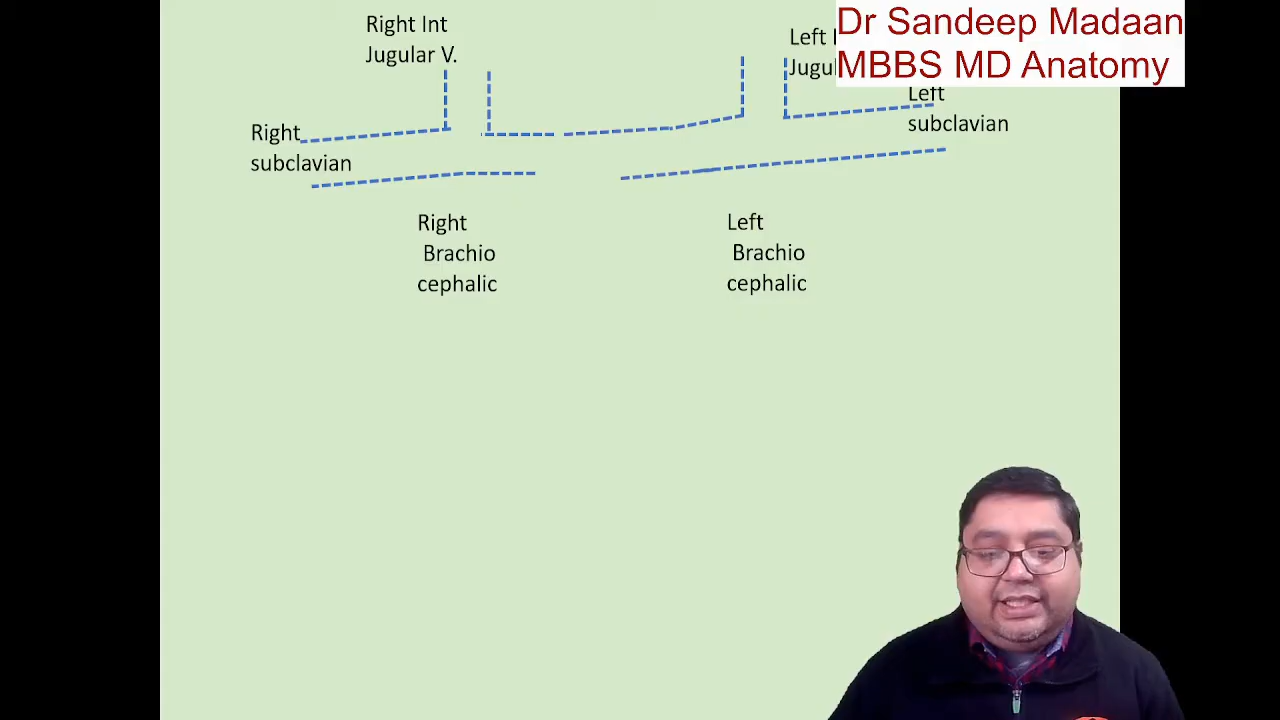 Right Int
Jugular V.
Left
Dr Sandeep Madaan
MBBS MD Anatomy
Left
subclavian
Right
subclavian
Right
Brachio
cephalic
Left
Brachio
cephalic